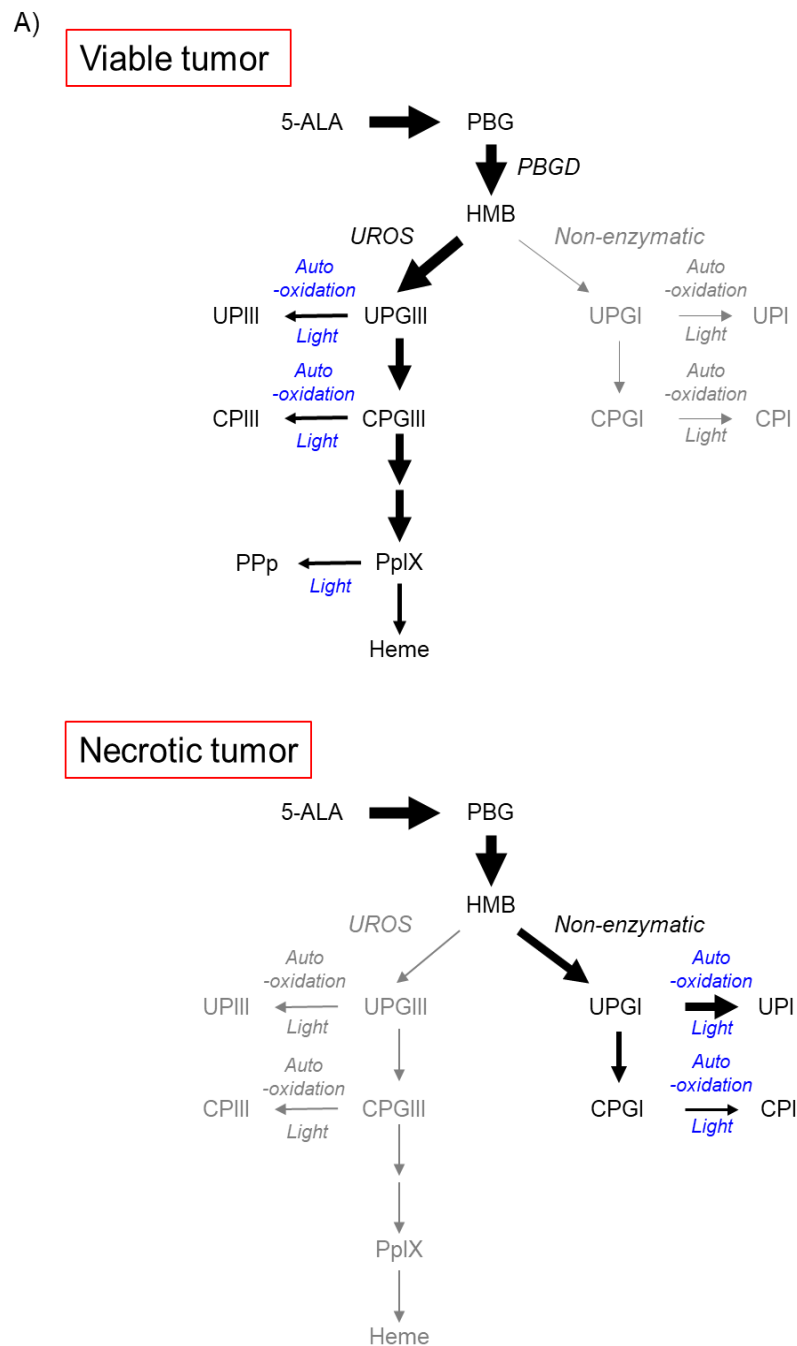 A)
Viable tumor
5-ALA PBG
PBGD
HMB
UROS Non-enzymatic
Auto
-oxidation
Auto
-oxidation
UPIII UPGIII UPGI UPI
Light Light
Auto
-oxidation
Auto
-oxidation
CPIII CPGIII CPGI CPI
Light Light
PPp PpIX
Light
Heme
Necrotic tumor
5-ALA PBG
HMB
UROS Non-enzymatic
Auto
-oxidation
Auto
-oxidation
UPIII UPGIII UPGI UPI
Light Light
Auto
-oxidation
Auto
-oxidation
CPIII CPGIII CPGI CPI
Light Light
PpIX
Heme